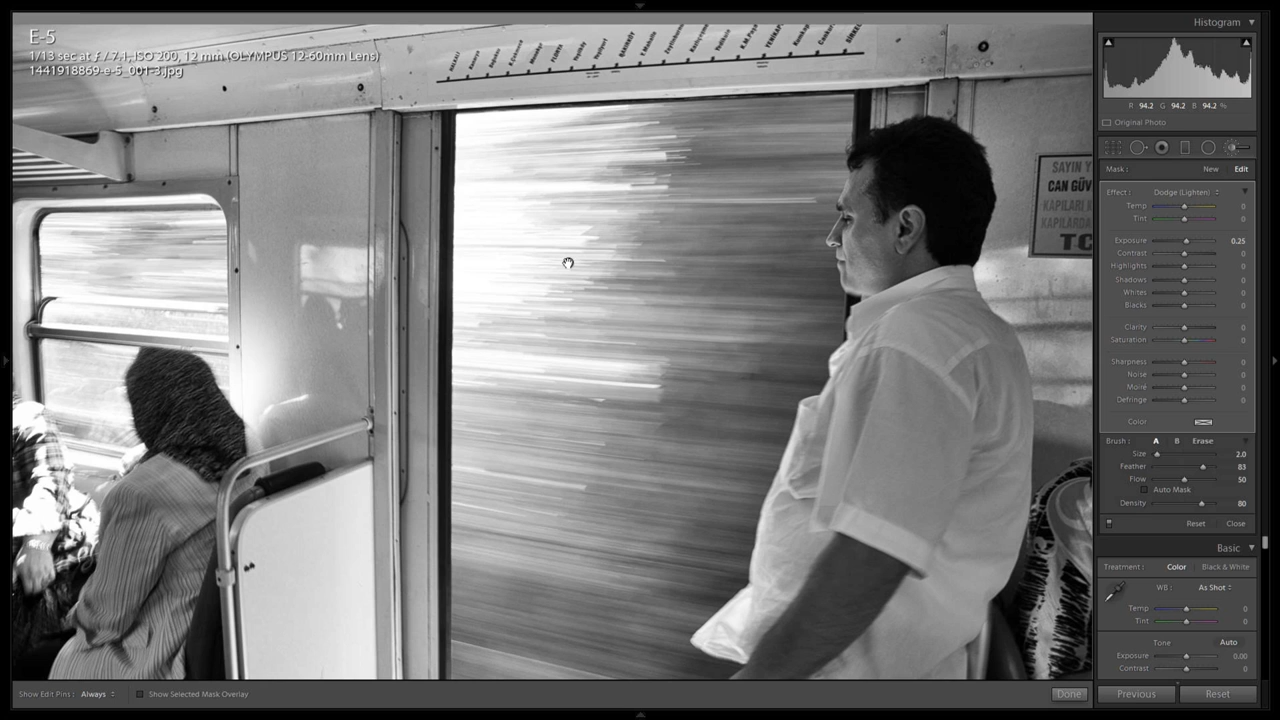 E-5
1/13 sec at ƒ / 7.1, ISO 200, 12 mm (OLYMPUS 12-60mm Lens)
1441918869-e-5_001-3.jpg
SAYIN Y
CAN GÜV
KAPILARI K
KAPILARDA
TC
Histogram
R 94.2 G 94.2 B 94.2 %
Original Photo
Mask : New Edit
Effect : Dodge (Lighten)
Temp 0
Tint 0
Exposure 0.25
Contrast 0
Highlights 0
Shadows 0
Whites 0
Blacks 0
Clarity 0
Saturation 0
Sharpness 0
Noise 0
Moiré 0
Defringe 0
Color
Brush : A B Erase
Size 2.0
Feather 83
Flow 50
Auto Mask
Density 80
Reset Close
Basic
Treatment : Color Black & White
WB : As Shot
Temp 0
Tint 0
Tone Auto
Exposure 0.00
Contrast 0
Previous Reset
Show Edit Pins : Always Show Selected Mask Overlay Done